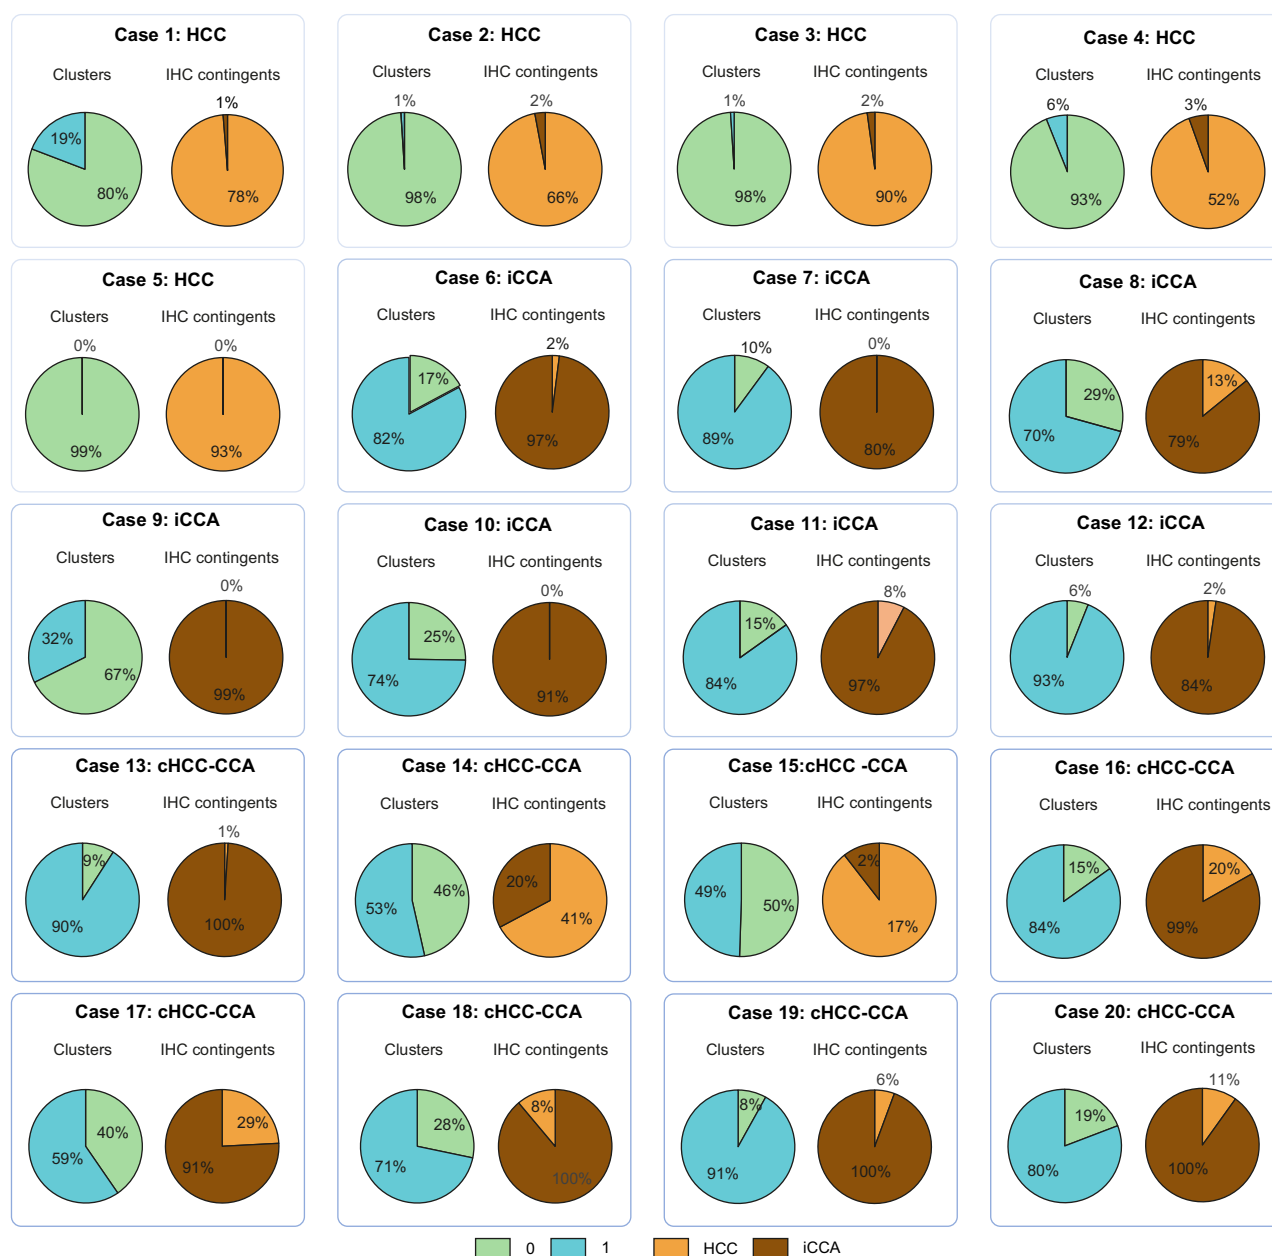 Case 1: HCC
Clusters IHC contingents
1%
19%
80% 78%
Case 2: HCC
Clusters IHC contingents
1% 2%
98% 66%
Case 3: HCC
Clusters IHC contingents
1% 2%
98% 90%
Case 4: HCC
Clusters IHC contingents
6% 3%
93% 52%
Case 5: HCC
Clusters IHC contingents
0% 0%
99% 93%
Case 6: iCCA
Clusters IHC contingents
2%
17%
82% 97%
Case 7: iCCA
Clusters IHC contingents
10% 0%
89% 80%
Case 8: iCCA
Clusters IHC contingents
29% 13%
70% 79%
Case 9: iCCA
Clusters IHC contingents
0%
32%
67% 99%
Case 10: iCCA
Clusters IHC contingents
0%
25%
74% 91%
Case 11: iCCA
Clusters IHC contingents
8%
15%
84% 97%
Case 12: iCCA
Clusters IHC contingents
6% 2%
93% 84%
Case 13: cHCC-CCA
Clusters IHC contingents
1%
9%
90% 100%
Case 14: cHCC-CCA
Clusters IHC contingents
46% 20%
53% 41%
Case 15:cHCC -CCA
Clusters IHC contingents
2%
49% 50% 17%
Case 16: cHCC-CCA
Clusters IHC contingents
15% 20%
84% 99%
Case 17: cHCC-CCA
Clusters IHC contingents
40% 29%
59% 91%
Case 18: cHCC-CCA
Clusters IHC contingents
28% 8%
71% 100%
Case 19: cHCC-CCA
Clusters IHC contingents
6%
8%
91% 100%
Case 20: cHCC-CCA
Clusters IHC contingents
11%
19%
80% 100%
0 1 HCC iCCA